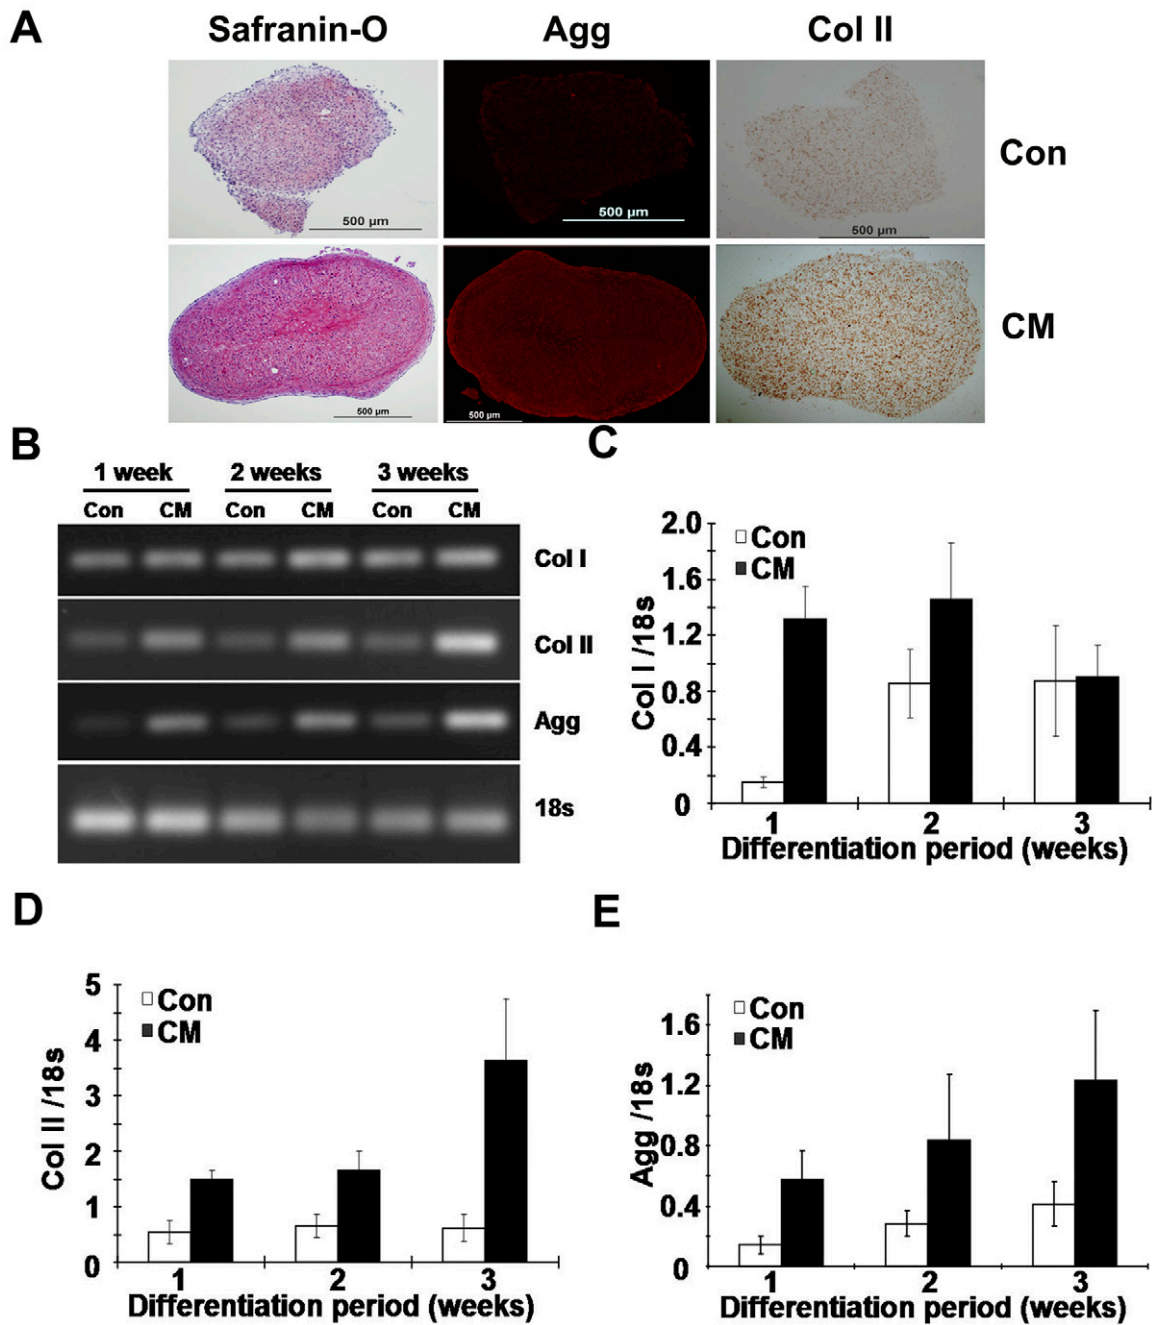 A
Safranin-O Agg Col II
500 µm 500 µm 500 µm
Con
500 µm 500 µm 500 µm
CM
B
1 week 2 weeks 3 weeks
Con CM Con CM Con CM
Col I
Col II
Agg
18s
C
Con
CM
2.0
1.6
1.2
0.8
0.4
0
Col I /18s
1 2 3
Differentiation period (weeks)
D
Con
CM
5
4
3
2
1
0
Col II /18s
1 2 3
Differentiation period (weeks)
E
Con
CM
1.6
1.2
0.8
0.4
0
Agg /18s
1 2 3
Differentiation period (weeks)